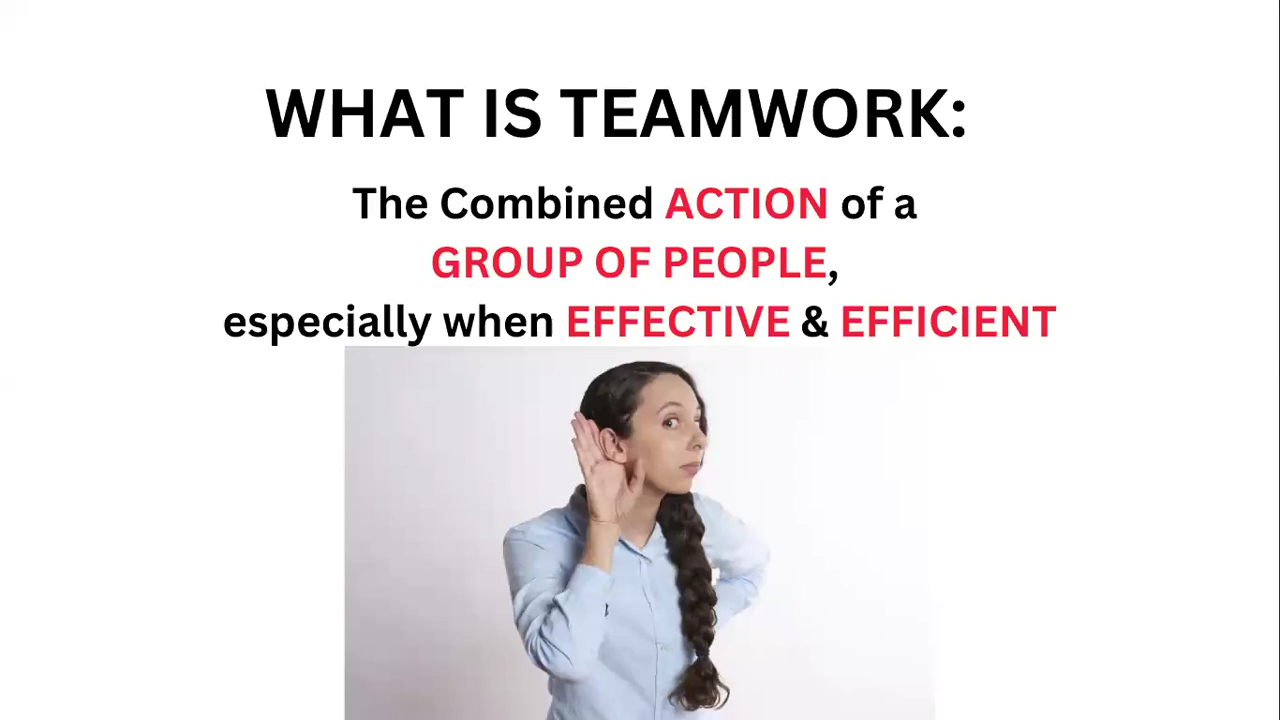 WHAT IS TEAMWORK:
The Combined ACTION of a
GROUP OF PEOPLE,
especially when EFFECTIVE & EFFICIENT